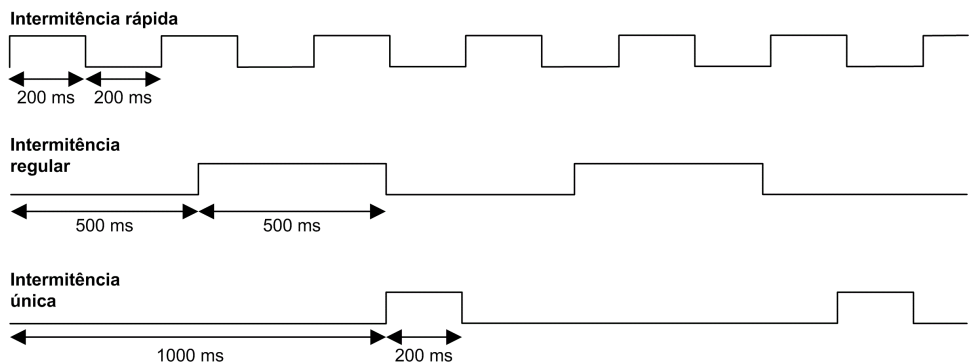 Intermitência rápida
200 ms 200 ms
Intermitência
regular
500 ms 500 ms
Intermitência
única
1000 ms 200 ms